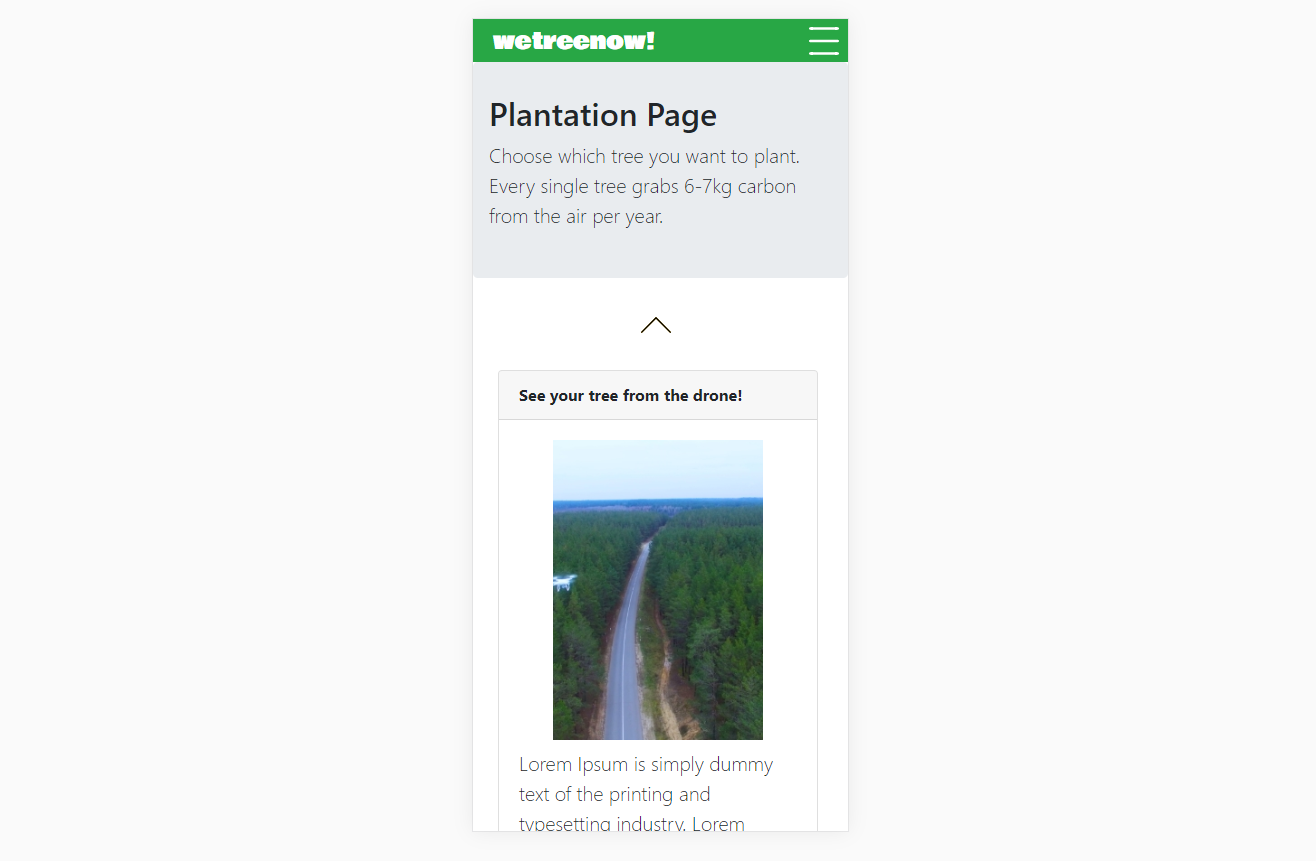 wetreenow!
Plantation Page
Choose which tree you want to plant.
Every single tree grabs 6-7kg carbon
from the air per year.
See your tree from the drone!
Lorem Ipsum is simply dummy
text of the printing and
typesetting industry. Lorem